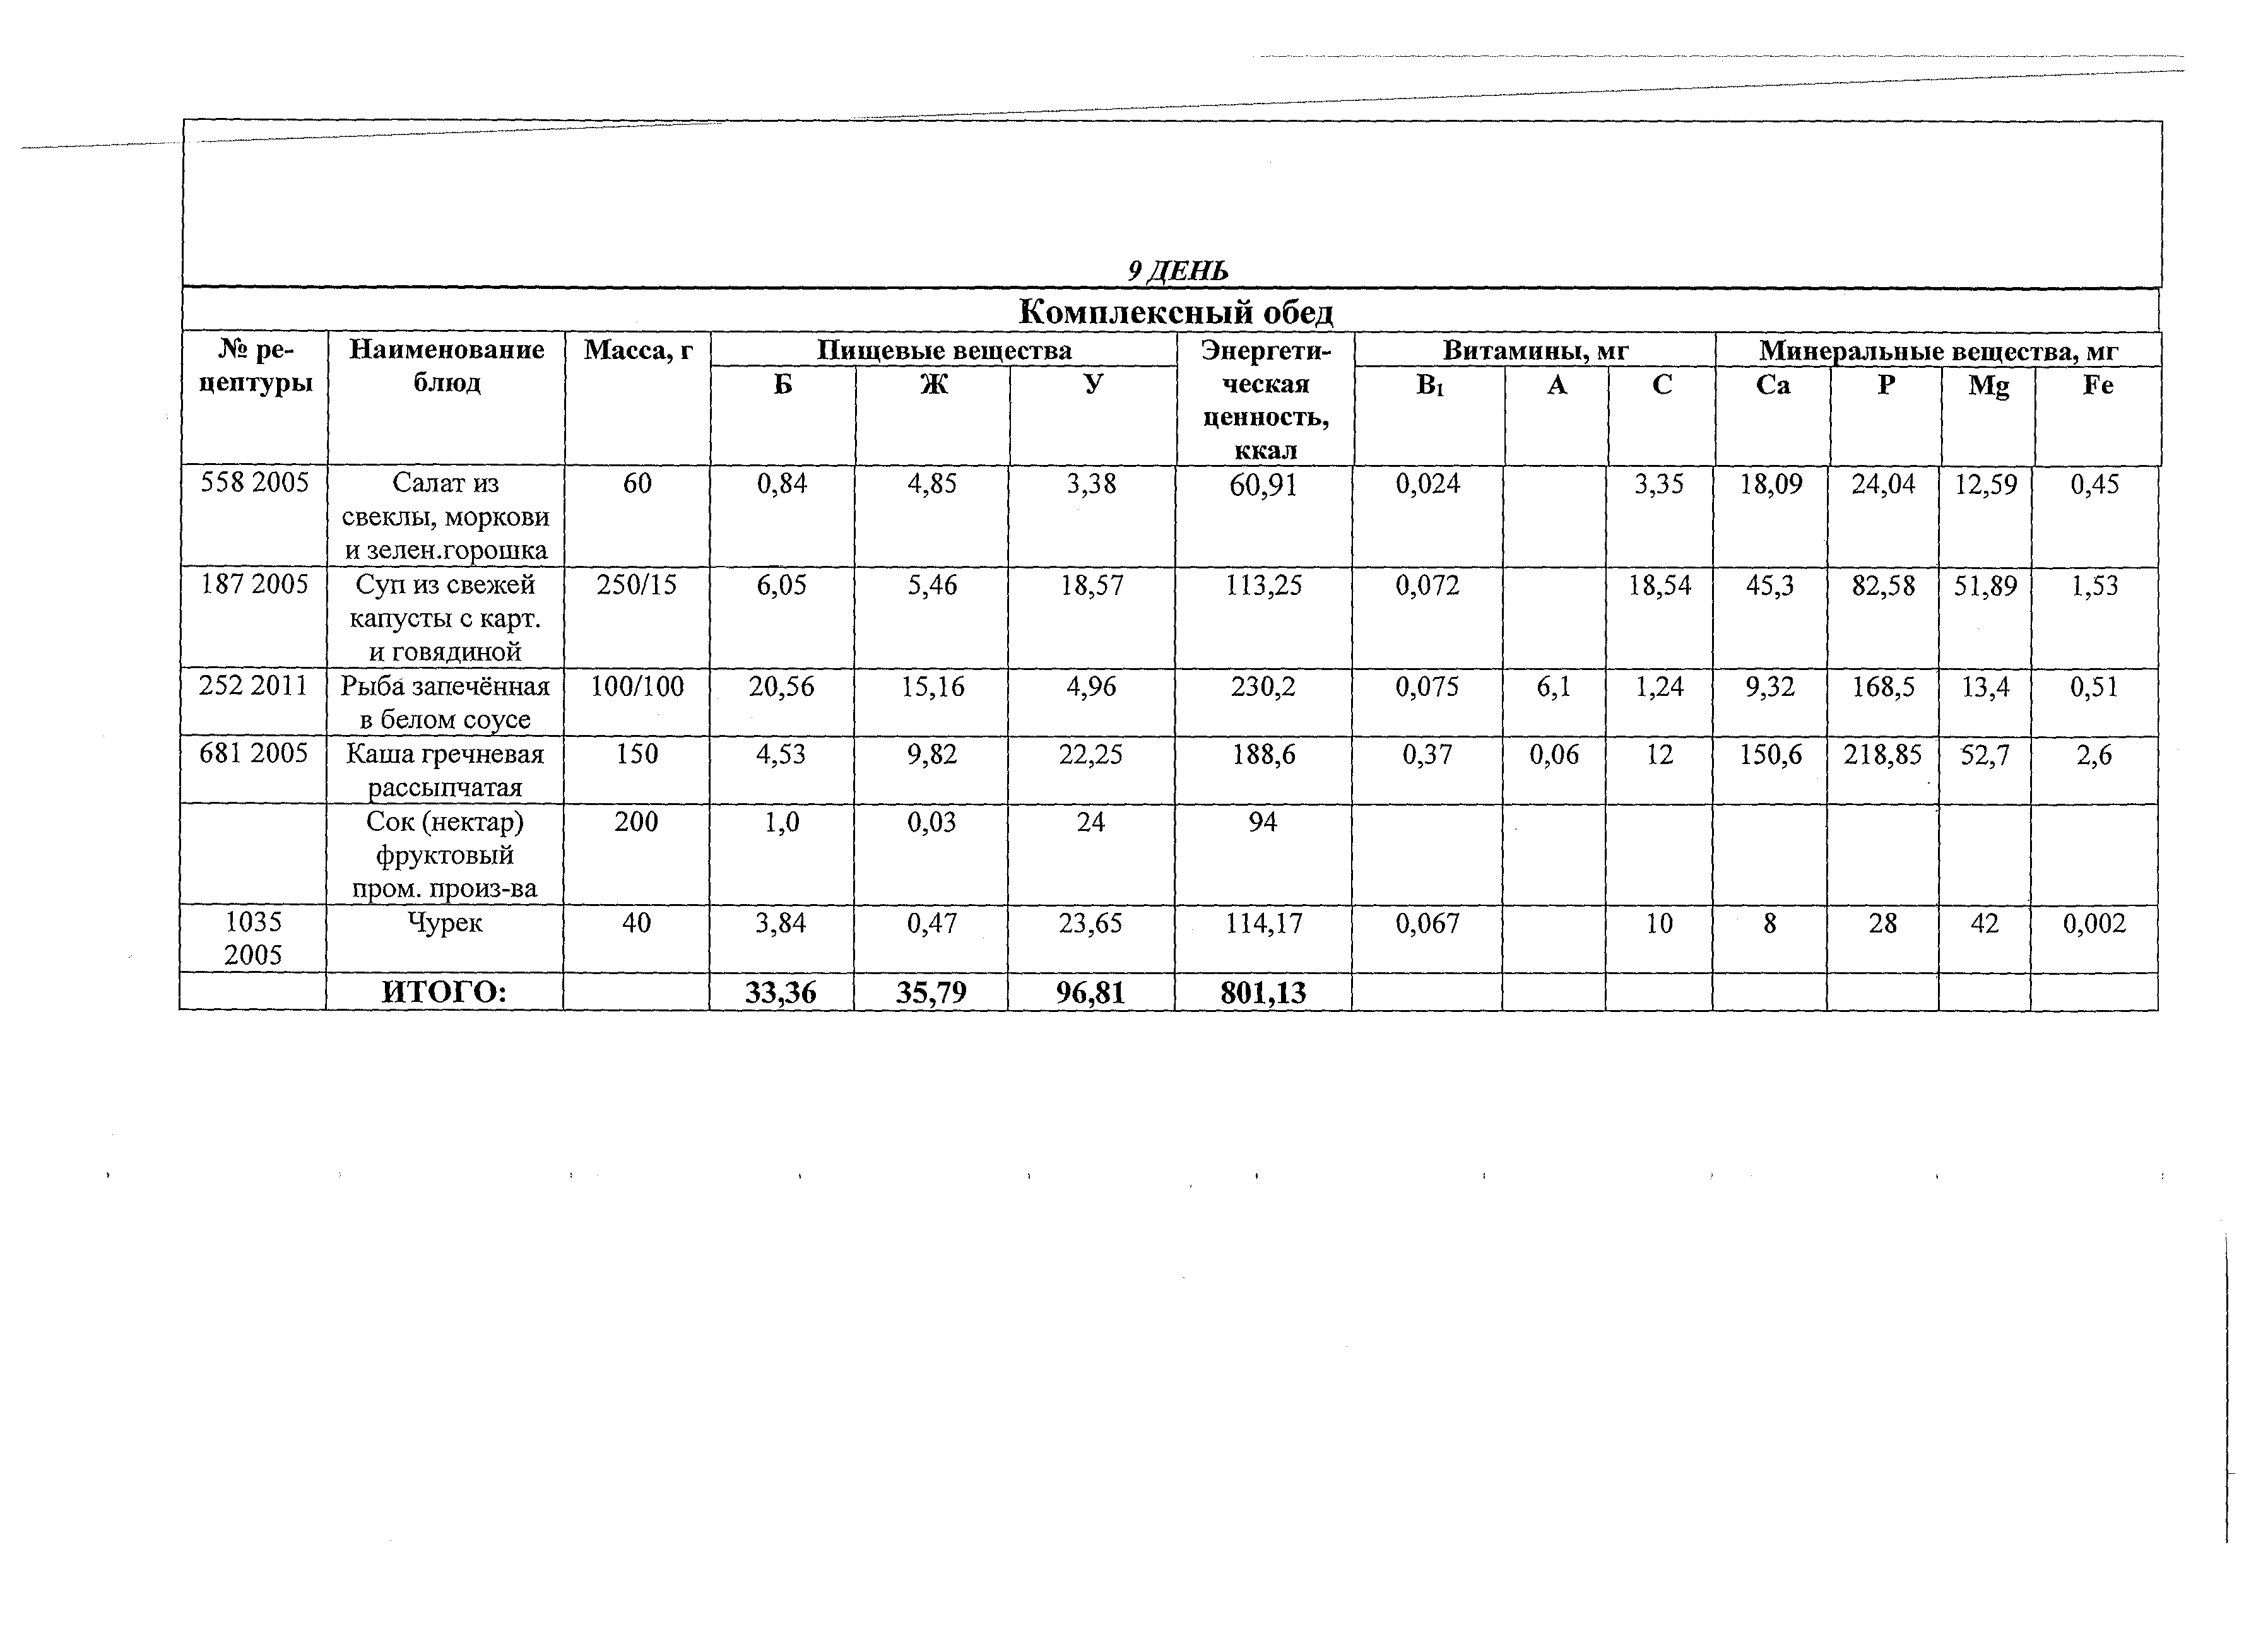 9 ДЕНЬ
Комплексный обед
№ ре-
цептуры
Наименование
блюд
Масса, г
Пищевые вещества
Энергети-
ческая
ценность,
ккал
Витамины, мг
Минеральные вещества, мг
Б Ж У B1 A C Ca P Mg Fe
558 2005 Салат из 60 0,84 4,85 3,38 60,91 0,024 3,35 18,09 24,04 12,59 0,45
свеклы, моркови
и зелен.горошка
187 2005 Суп из свежей 250/15 6,05 5,46 18,57 113,25 0,072 18,54 45,3 82,58 51,89 1,53
капусты с карт.
и говядиной
252 2011 Рыба запечённая 100/100 20,56 15,16 4,96 230,2 0,075 6,1 1,24 9,32 168,5 13,4 0,51
в белом соусе
681 2005 Каша гречневая 150 4,53 9,82 22,25 188,6 0,37 0,06 12 150,6 218,85 52,7 2,6
рассыпчатая
Сок (нектар) 200 1,0 0,03 24 94
фруктовый
пром. произ-ва
1035 Чурек 40 3,84 0,47 23,65 114,17 0,067 10 8 28 42 0,002
2005
ИТОГО: 33,36 35,79 96,81 801,13